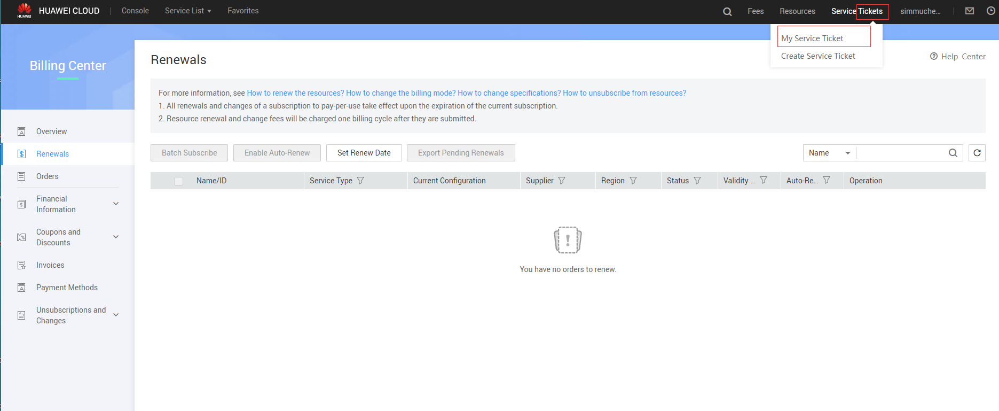 HUAWEI
HUAWEI CLOUD
Console
Service List
Favorites
Fees
Resources
Service Tickets
simmuche...
My Service Ticket
Create Service Ticket
Billing Center
Overview
Renewals
Orders
Financial
Information
Coupons and
Discounts
Invoices
Payment Methods
Unsubscriptions and
Changes
Renewals
Help Center
For more information, see How to renew the resources? How to change the billing mode? How to change specifications? How to unsubscribe from resources?
1. All renewals and changes of a subscription to pay-per-use take effect upon the expiration of the current subscription.
2. Resource renewal and change fees will be charged one billing cycle after they are submitted.
Batch Subscribe
Enable Auto-Renew
Set Renew Date
Export Pending Renewals
Name
Name/ID
Service Type
Current Configuration
Supplier
Region
Status
Validity ...
Auto-Re...
Operation
You have no orders to renew.